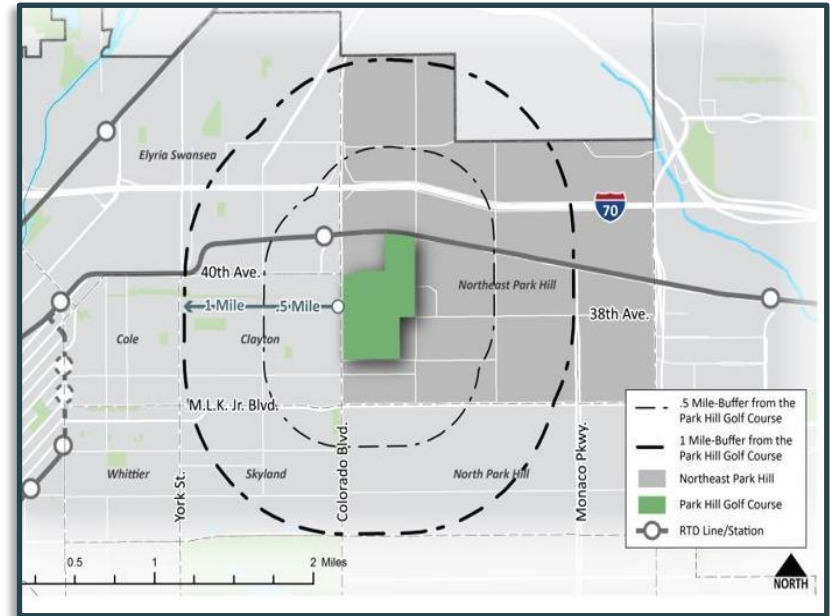 Elyria Swansea
70
40th Ave.
Northeast Park Hill
1 Mile
.5 Mile
38th Ave.
Cole
Clayton
M.L.K. Jr. Blvd.
Whittier
Skyland
North Park Hill
York St.
Colorado Blvd.
Monaco Pkwy.
.5 Mile-Buffer from the
Park Hill Golf Course
1 Mile-Buffer from the
Park Hill Golf Course
Northeast Park Hill
Park Hill Golf Course
RTD Line/Station
0.5
1
2 Miles
NORTH